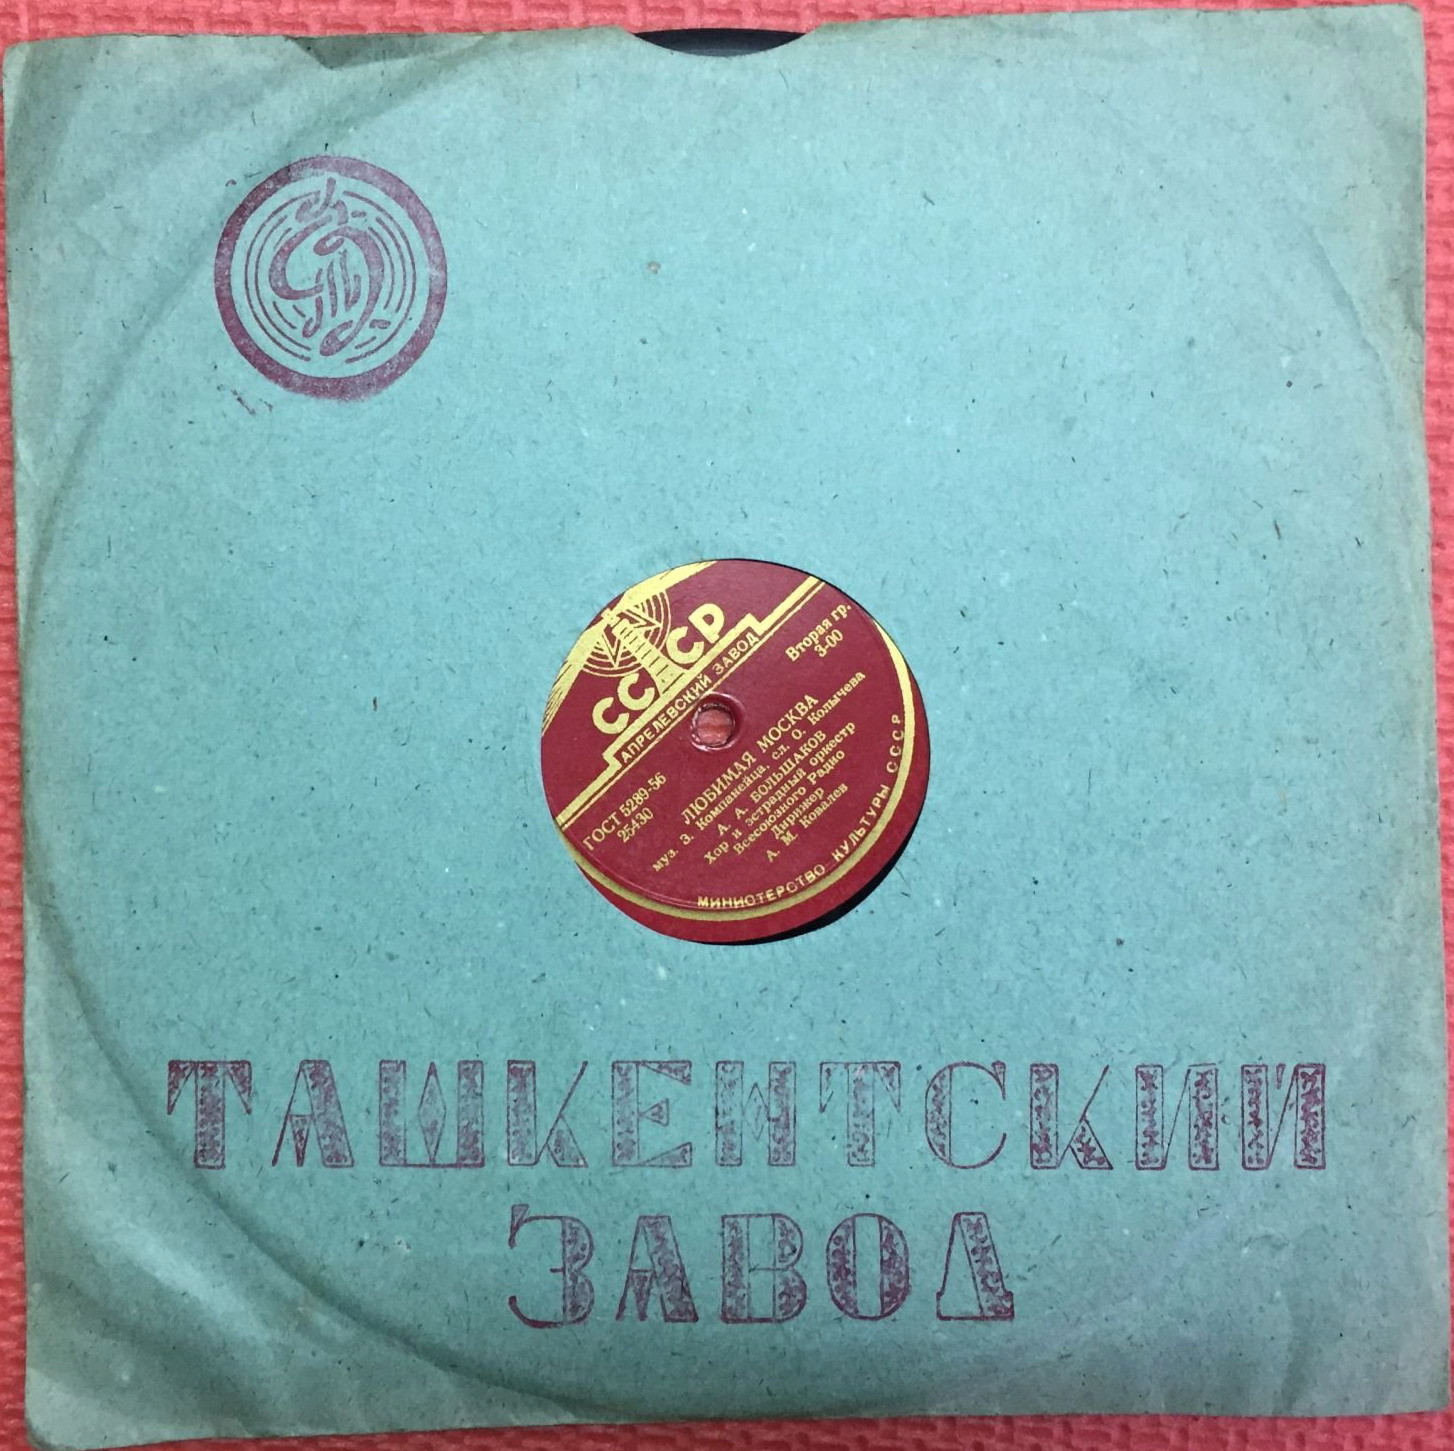 СССР
АПРЕЛЕВСКИЙ ЗАВОД
Вторая гр.
3-00
ГОСТ 5289-56
25430
ЛЮБИМАЯ МОСКВА
муз. З. Компанейца, сл. О. Колычева
А. А. БОЛЬШАКОВ
Хор и эстрадный оркестр
Всесоюзного Радио
Дирижер
А. М. Ковалев
МИНИСТЕРСТВО КУЛЬТУРЫ СССР
ТАШКЕНТСКИЙ
ЗАВОД